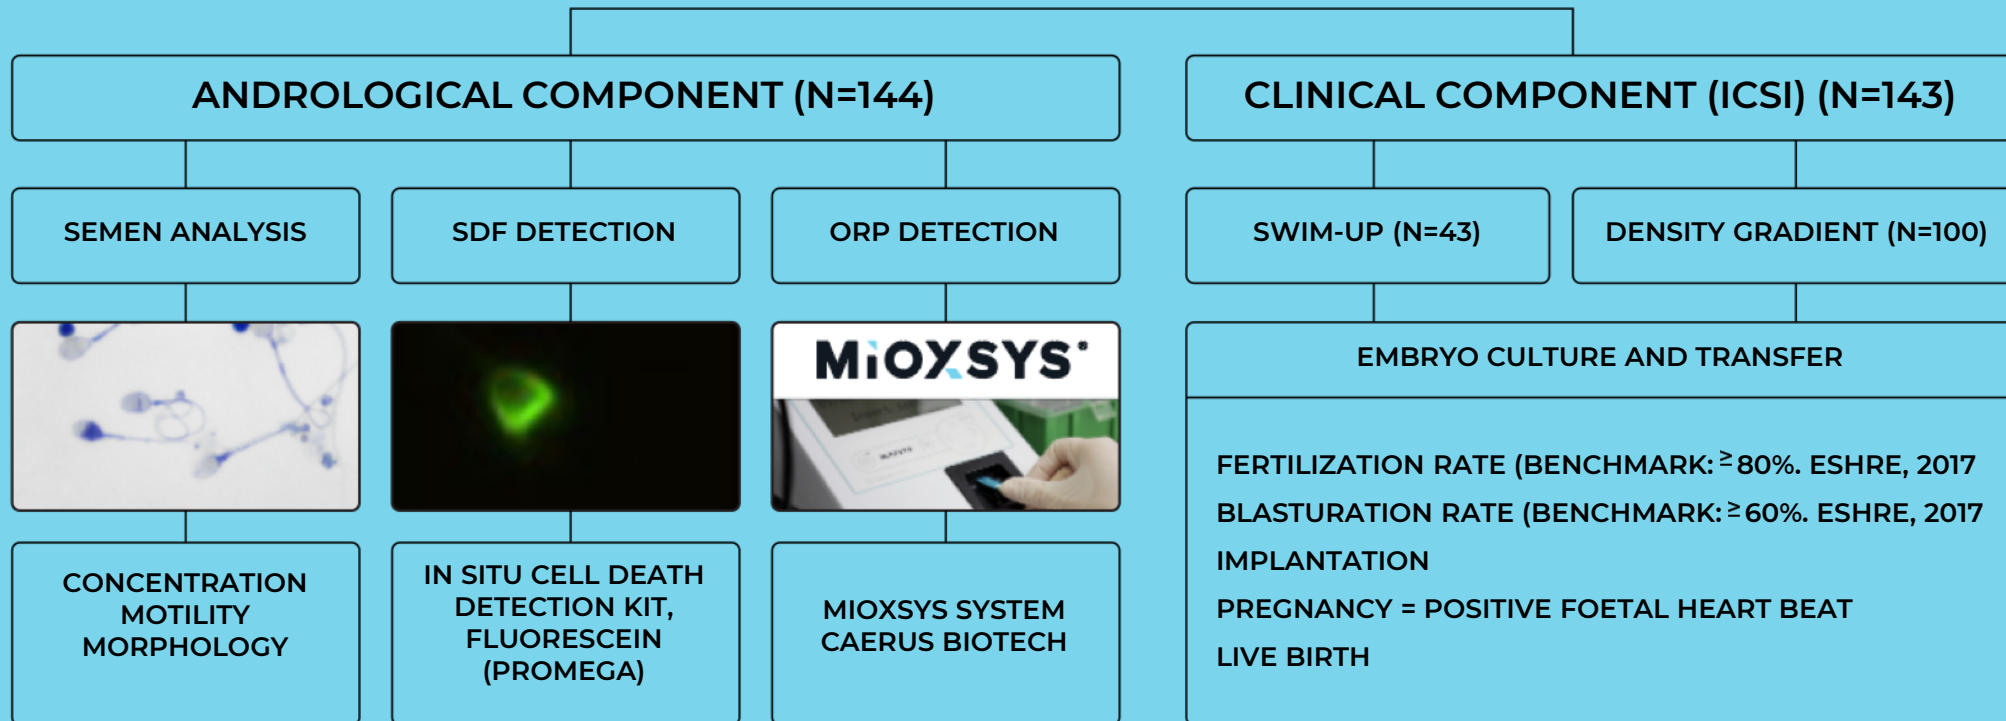 ANDROLOGICAL COMPONENT (N=144)
CLINICAL COMPONENT (ICSI) (N=143)
SEMEN ANALYSIS
SDF DETECTION
ORP DETECTION
SWIM-UP (N=43)
DENSITY GRADIENT (N=100)
MiOXSYS
EMBRYO CULTURE AND TRANSFER
FERTILIZATION RATE (BENCHMARK: ≥80%. ESHRE, 2017
BLASTURATION RATE (BENCHMARK: ≥60%. ESHRE, 2017
IMPLANTATION
PREGNANCY = POSITIVE FOETAL HEART BEAT
LIVE BIRTH
CONCENTRATION
MOTILITY
MORPHOLOGY
IN SITU CELL DEATH
DETECTION KIT,
FLUORESCEIN
(PROMEGA)
MIOXSYS SYSTEM
CAERUS BIOTECH